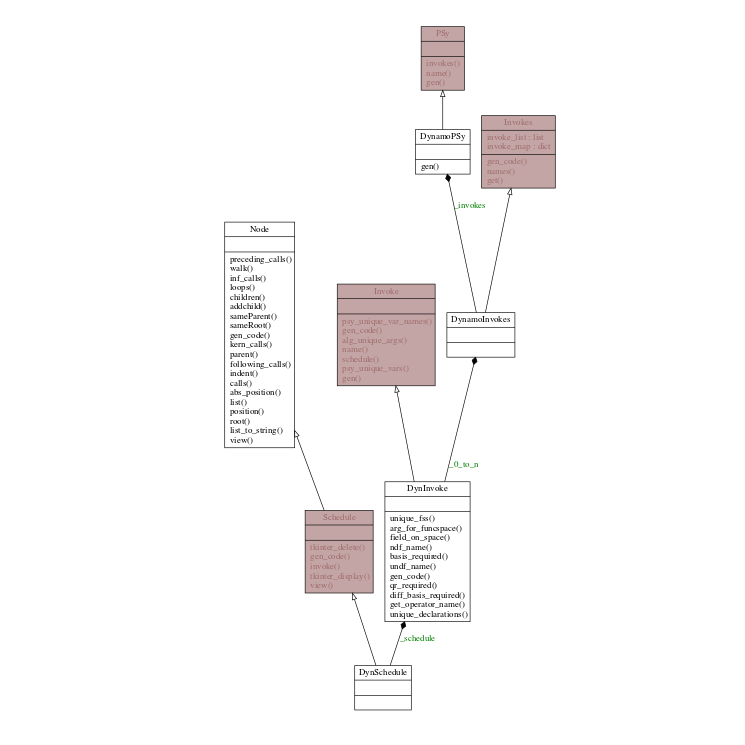 PSy
invokes()
name()
gen()
DynamoPSy
gen()
Invokes
invoke_list : list
invoke_map : dict
gen_code()
names()
get()
_invokes
Node
preceding_calls()
walk()
inf_calls()
loops()
children()
addchild()
sameParent()
sameRoot()
gen_code()
kern_calls()
parent()
following_calls()
indent()
calls()
abs_position()
list()
position()
root()
list_to_string()
view()
Invoke
psy_unique_var_names()
gen_code()
alg_unique_args()
name()
schedule()
psy_unique_vars()
gen()
DynamoInvokes
_0_to_n
DynInvoke
unique_fss()
arg_for_funcspace()
field_on_space()
ndf_name()
basis_required()
undf_name()
gen_code()
qr_required()
diff_basis_required()
get_operator_name()
unique_declarations()
Schedule
tkinter_delete()
gen_code()
invoke()
tkinter_display()
view()
_schedule
DynSchedule